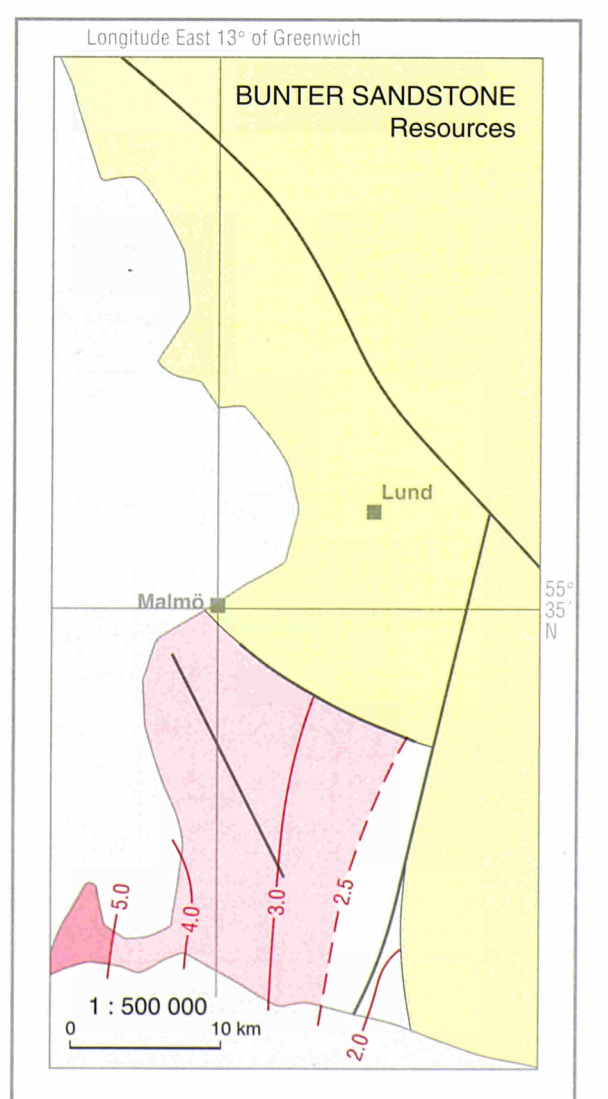 Longitude East 13° of Greenwich
BUNTER SANDSTONE
Resources
Lund
Malmö
55°
35'
N
5.0
4.0
3.0
2.5
2.0
1 : 500 000
0 10 km